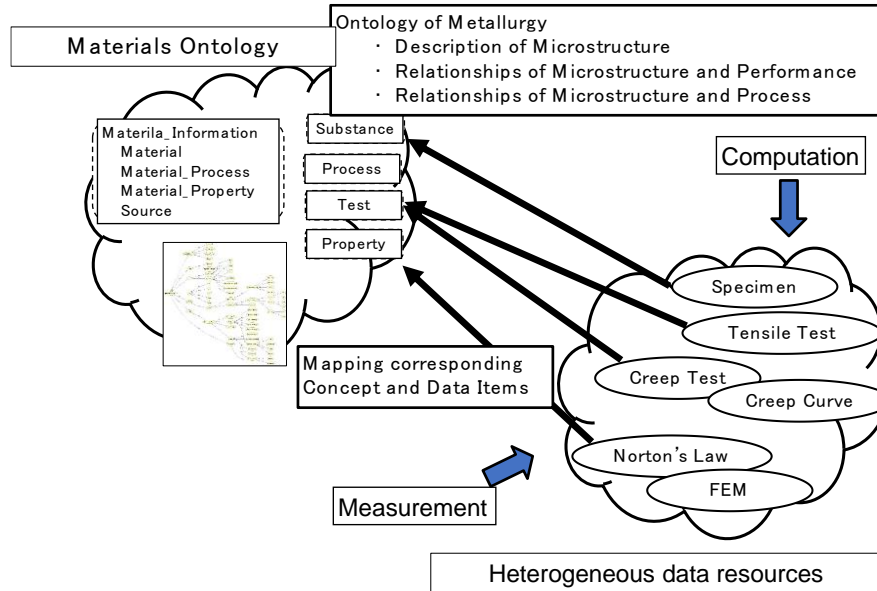 Materials Ontology
Ontology of Metallurgy
・ Description of Microstructure
・ Relationships of Microstructure and Performance
・ Relationships of Microstructure and Process
Materila_Information
Material
Material_Process
Material_Property
Source
Substance
Process
Test
Property
Computation
Specimen
Tensile Test
Creep Test
Creep Curve
Norton's Law
FEM
Mapping corresponding
Concept and Data Items
Measurement
Heterogeneous data resources